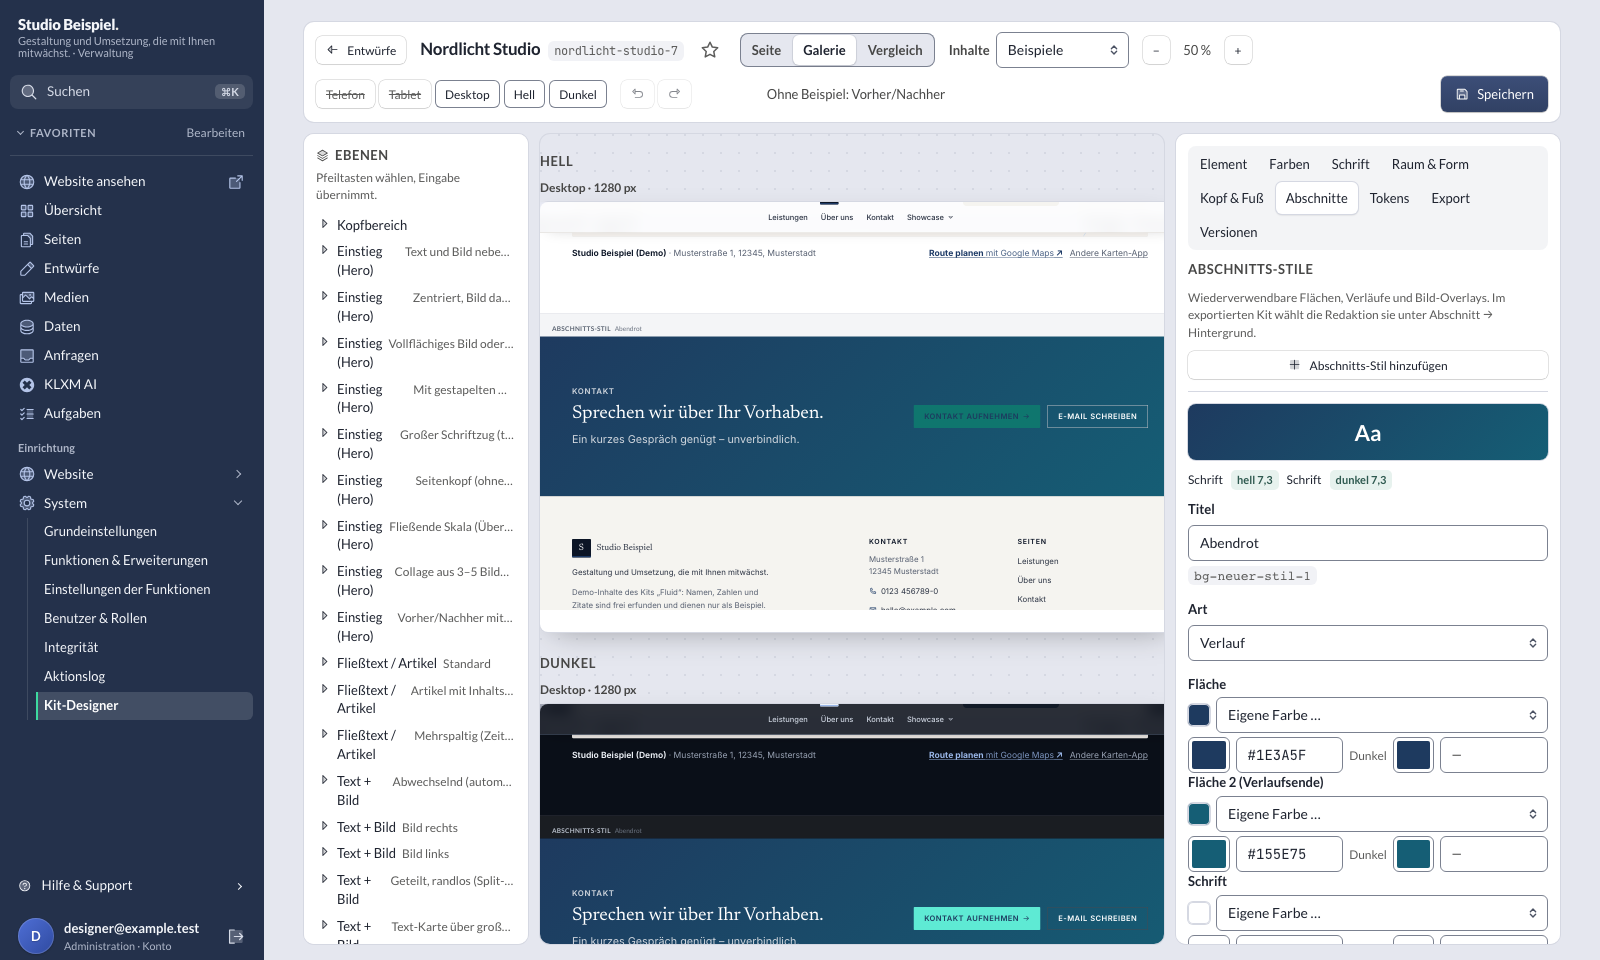 Studio Beispiel.
Gestaltung und Umsetzung, die mit Ihnen
mitwächst. · Verwaltung
Suchen
⌘K
FAVORITEN
Bearbeiten
Website ansehen
Übersicht
Seiten
Entwürfe
Medien
Daten
Anfragen
KLXM AI
Aufgaben
Einrichtung
Website
System
Grundeinstellungen
Funktionen & Erweiterungen
Einstellungen der Funktionen
Benutzer & Rollen
Integrität
Aktionslog
Kit-Designer
Hilfe & Support
D
designer@example.test
Administration · Konto
← Entwürfe
Nordlicht Studio
nordlicht-studio-7
Seite
Galerie
Vergleich
Inhalte
Beispiele
−
50 %
+
Telefon
Tablet
Desktop
Hell
Dunkel
Ohne Beispiel: Vorher/Nachher
Speichern
EBENEN
Pfeiltasten wählen, Eingabe
übernimmt.
Kopfbereich
Einstieg (Hero) Text und Bild nebe...
Einstieg (Hero) Zentriert, Bild da...
Einstieg (Hero) Vollflächiges Bild oder...
Einstieg (Hero) Mit gestapelten ...
Einstieg (Hero) Großer Schriftzug (t...
Einstieg (Hero) Seitenkopf (ohne...
Einstieg (Hero) Fließende Skala (Über...
Einstieg (Hero) Collage aus 3–5 Bild...
Einstieg (Hero) Vorher/Nachher mit...
Fließtext / Artikel Standard
Fließtext / Artikel Artikel mit Inhalts...
Fließtext / Artikel Mehrspaltig (Zeit...
Text + Bild Abwechselnd (autom...
Text + Bild Bild rechts
Text + Bild Bild links
Text + Bild Geteilt, randlos (Split-...
Text + Bild Text-Karte über groß...
HELL
Desktop · 1280 px
Leistungen
Über uns
Kontakt
Showcase
Studio Beispiel (Demo) · Musterstraße 1, 12345, Musterstadt
Route planen mit Google Maps ↗
Andere Karten-App
ABSCHNITTS-STIL Abendrot
KONTAKT
Sprechen wir über Ihr Vorhaben.
Ein kurzes Gespräch genügt – unverbindlich.
KONTAKT AUFNEHMEN →
E-MAIL SCHREIBEN
S
Studio Beispiel
Gestaltung und Umsetzung, die mit Ihnen mitwächst.
Demo-Inhalte des Kits „Fluid“: Namen, Zahlen und
Zitate sind frei erfunden und dienen nur als Beispiel.
KONTAKT
Musterstraße 1
12345 Musterstadt
0123 456789-0
hallo@example.com
SEITEN
Leistungen
Über uns
Kontakt
DUNKEL
Desktop · 1280 px
Leistungen
Über uns
Kontakt
Showcase
Studio Beispiel (Demo) · Musterstraße 1, 12345, Musterstadt
Route planen mit Google Maps ↗
Andere Karten-App
ABSCHNITTS-STIL Abendrot
KONTAKT
Sprechen wir über Ihr Vorhaben.
Ein kurzes Gespräch genügt – unverbindlich.
KONTAKT AUFNEHMEN →
E-MAIL SCHREIBEN
Element
Farben
Schrift
Raum & Form
Kopf & Fuß
Abschnitte
Tokens
Export
Versionen
ABSCHNITTS-STILE
Wiederverwendbare Flächen, Verläufe und Bild-Overlays. Im
exportierten Kit wählt die Redaktion sie unter Abschnitt →
Hintergrund.
Abschnitts-Stil hinzufügen
Aa
Schrift hell 7,3 Schrift dunkel 7,3
Titel
Abendrot
bg-neuer-stil-1
Art
Verlauf
Fläche
Eigene Farbe ...
#1E3A5F
Dunkel
—
Fläche 2 (Verlaufsende)
Eigene Farbe ...
#155E75
Dunkel
—
Schrift
Eigene Farbe ...